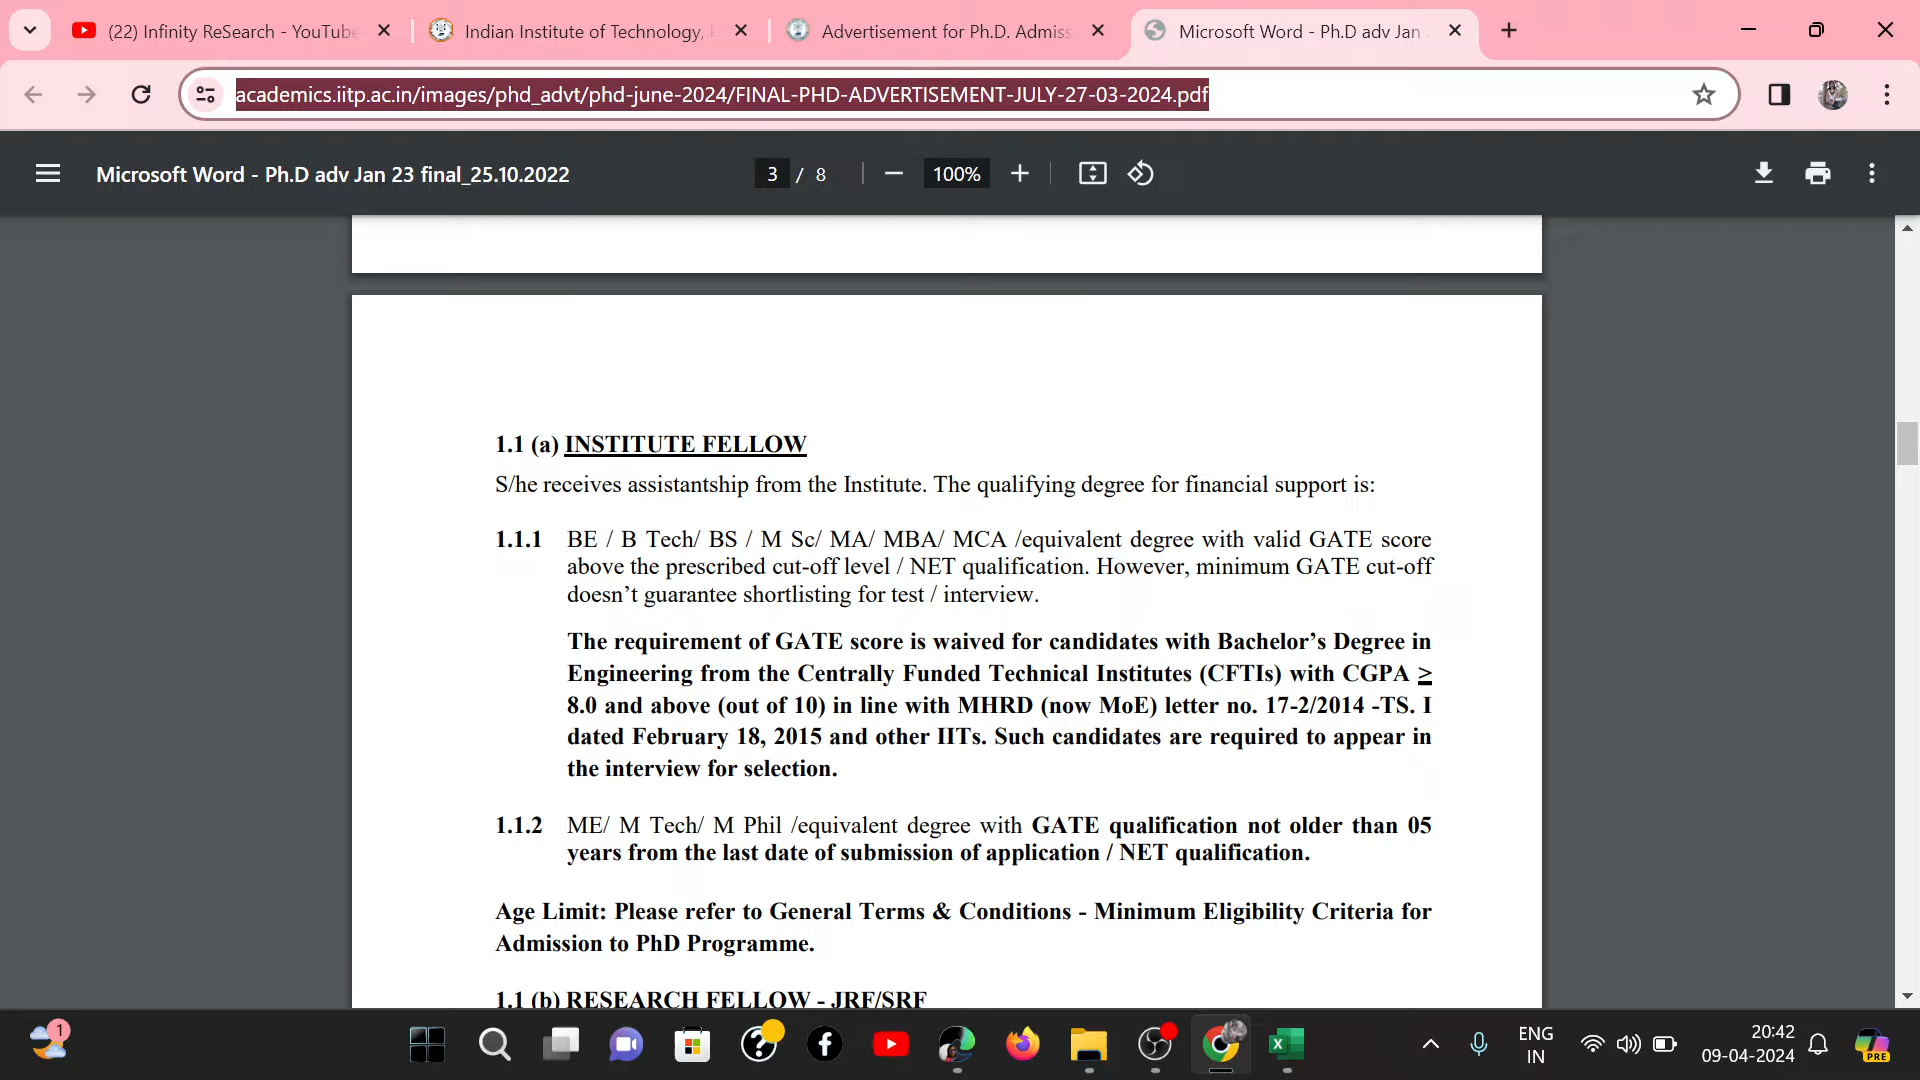 (22) Infinity ReSearch - YouTube
Indian Institute of Technology,
Advertisement for Ph.D. Admiss
Microsoft Word - Ph.D adv Jan
academics.iitp.ac.in/images/phd_advt/phd-june-2024/FINAL-PHD-ADVERTISEMENT-JULY-27-03-2024.pdf
Microsoft Word - Ph.D adv Jan 23 final_25.10.2022
3 / 8
100%
1.1 (a) INSTITUTE FELLOW
S/he receives assistantship from the Institute. The qualifying degree for financial support is:
1.1.1 BE / B Tech/ BS / M Sc/ MA/ MBA/ MCA /equivalent degree with valid GATE score
above the prescribed cut-off level / NET qualification. However, minimum GATE cut-off
doesn’t guarantee shortlisting for test / interview.
The requirement of GATE score is waived for candidates with Bachelor’s Degree in
Engineering from the Centrally Funded Technical Institutes (CFTIs) with CGPA ≥
8.0 and above (out of 10) in line with MHRD (now MoE) letter no. 17-2/2014 -TS. I
dated February 18, 2015 and other IITs. Such candidates are required to appear in
the interview for selection.
1.1.2 ME/ M Tech/ M Phil /equivalent degree with GATE qualification not older than 05
years from the last date of submission of application / NET qualification.
Age Limit: Please refer to General Terms & Conditions - Minimum Eligibility Criteria for
Admission to PhD Programme.
1.1 (b) RESEARCH FELLOW - JRF/SRF
1
ENG
IN
20:42
09-04-2024
PRE